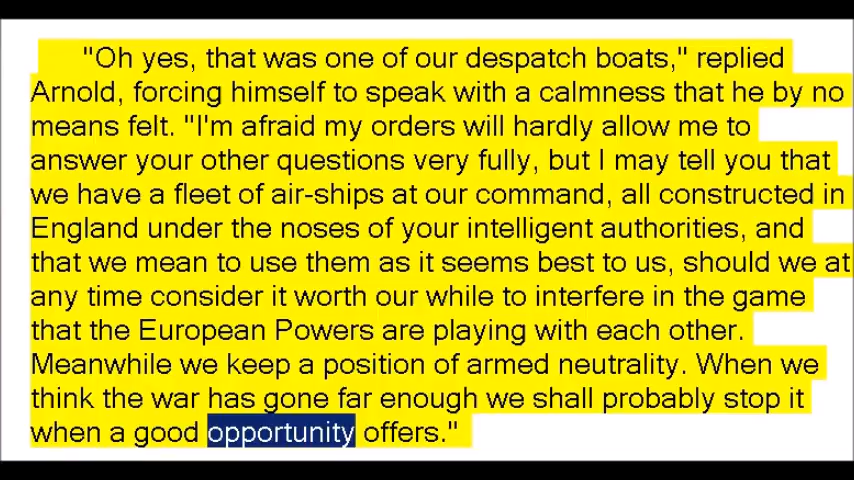 "Oh yes, that was one of our despatch boats," replied
Arnold, forcing himself to speak with a calmness that he by no
means felt. "I'm afraid my orders will hardly allow me to
answer your other questions very fully, but I may tell you that
we have a fleet of air-ships at our command, all constructed in
England under the noses of your intelligent authorities, and
that we mean to use them as it seems best to us, should we at
any time consider it worth our while to interfere in the game
that the European Powers are playing with each other.
Meanwhile we keep a position of armed neutrality. When we
think the war has gone far enough we shall probably stop it
when a good opportunity offers."